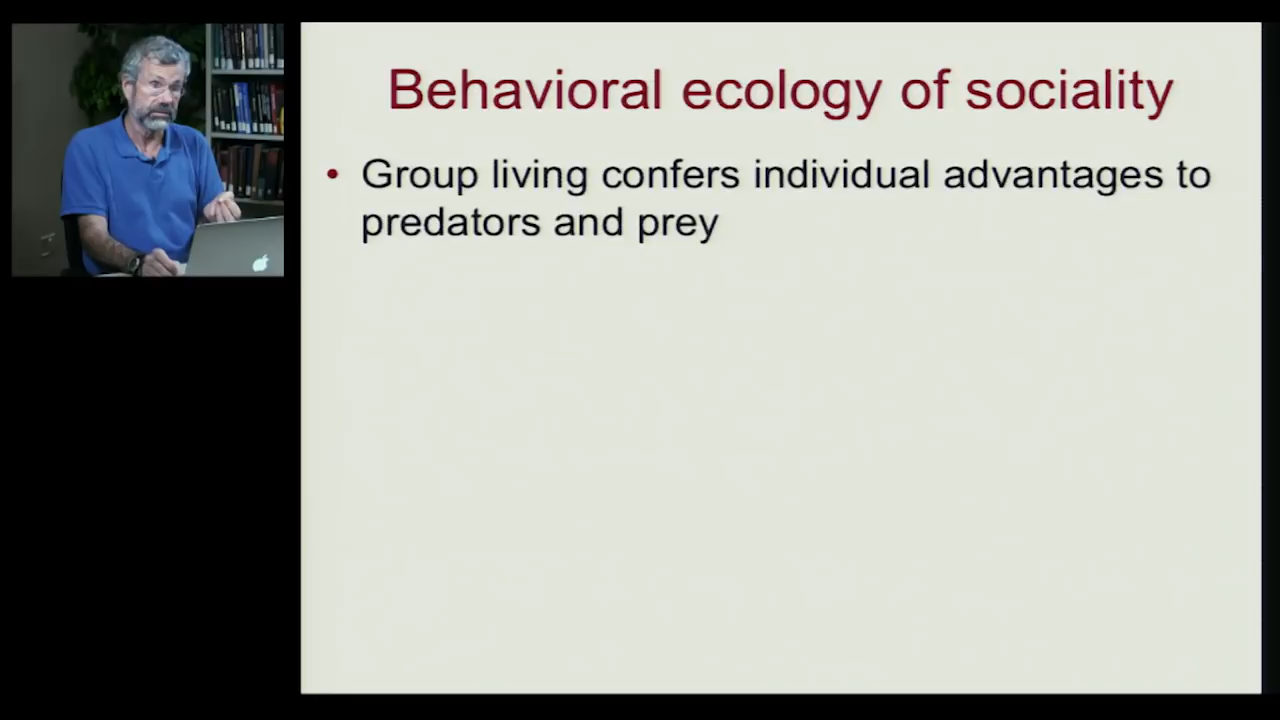 Behavioral ecology of sociality
• Group living confers individual advantages to
predators and prey